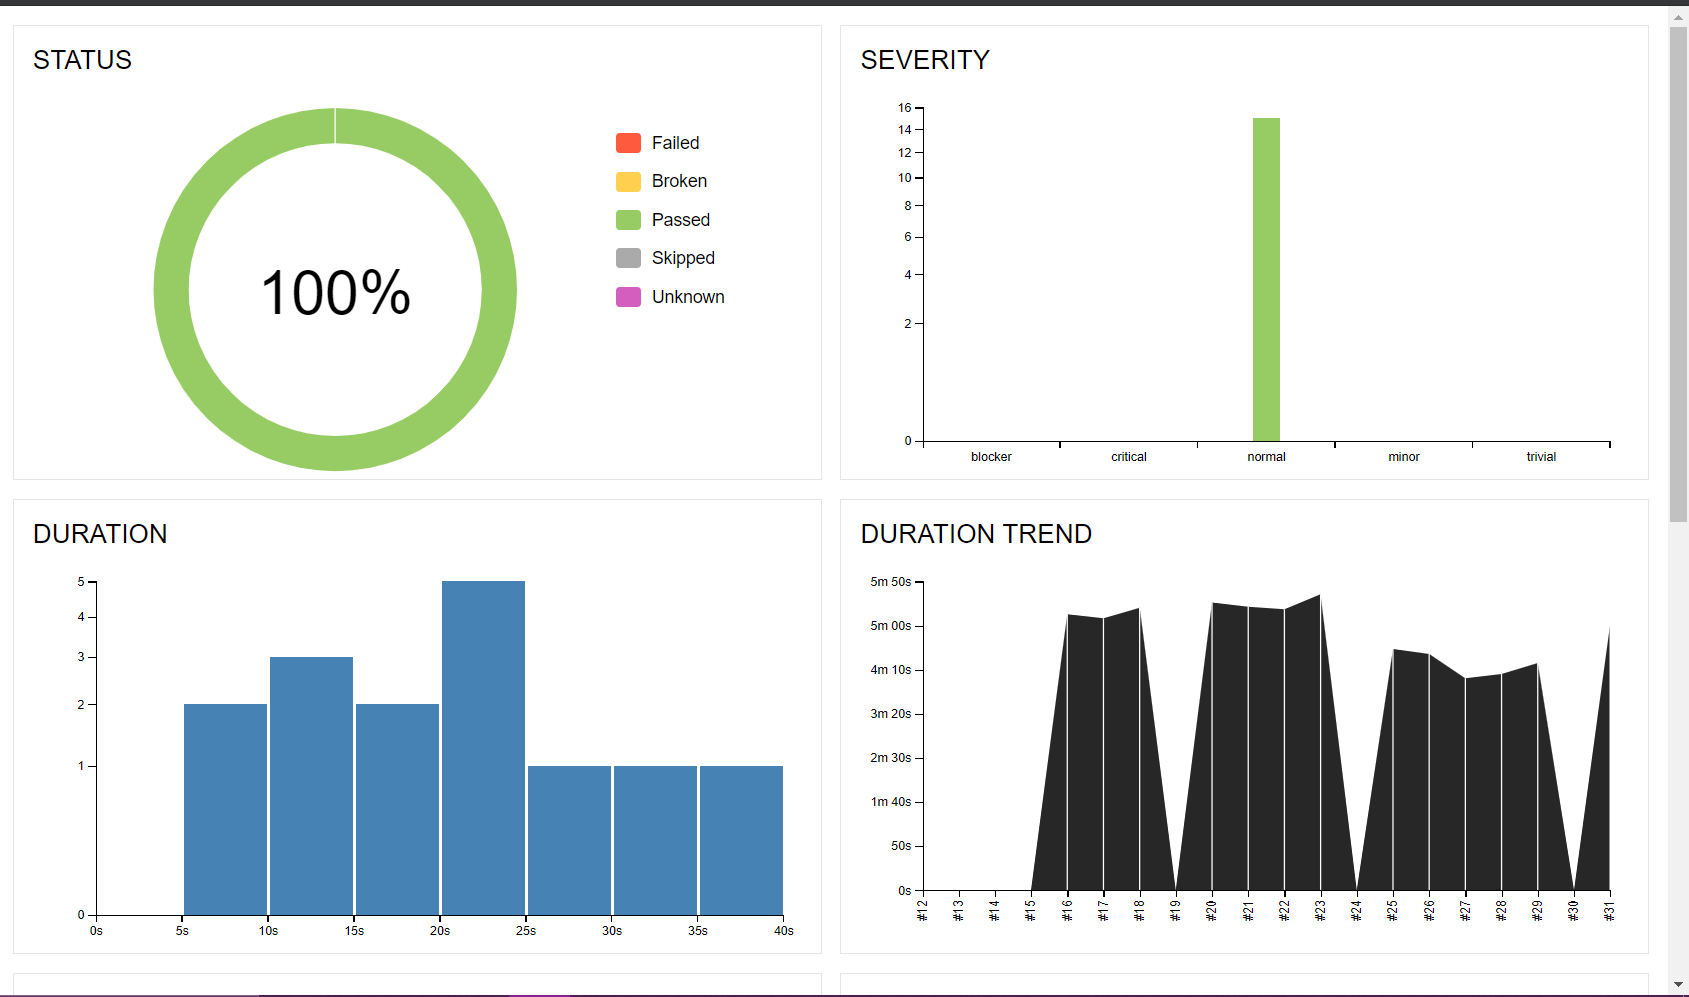 STATUS
100%
Failed
Broken
Passed
Skipped
Unknown
SEVERITY
16
14
12
10
8
6
4
2
0
blocker critical normal minor trivial
DURATION
5
4
3
2
1
0
0s 5s 10s 15s 20s 25s 30s 35s 40s
DURATION TREND
5m 50s
5m 00s
4m 10s
3m 20s
2m 30s
1m 40s
50s
0s
#12 #13 #14 #15 #16 #17 #18 #19 #20 #21 #22 #23 #24 #25 #26 #27 #28 #29 #30 #31